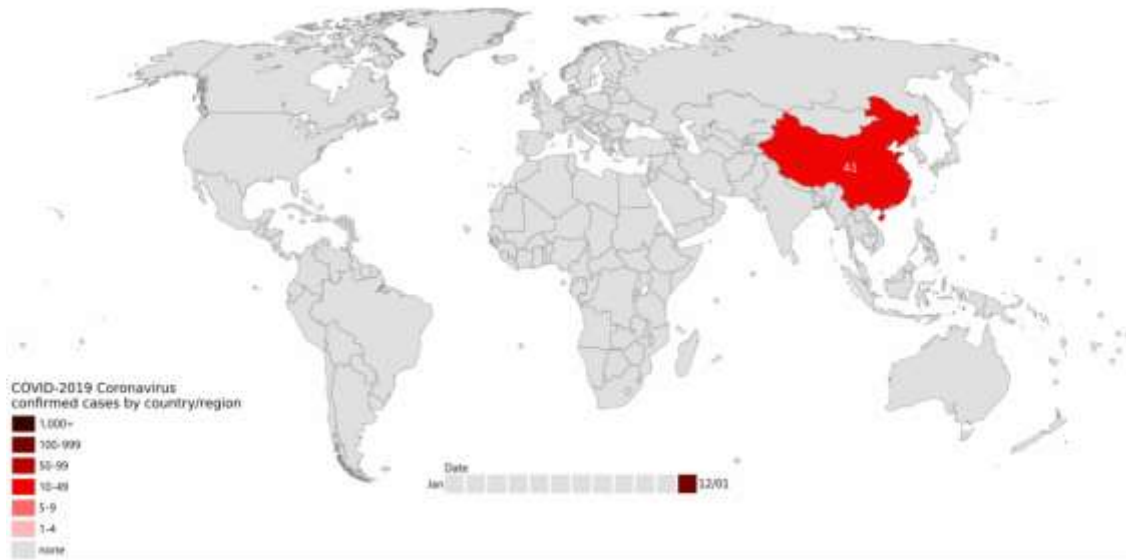 41
COVID-2019 Coronavirus
confirmed cases by country/region
1,000+
100-999
50-99
10-49
5-9
1-4
none
Date
Jan 12/01